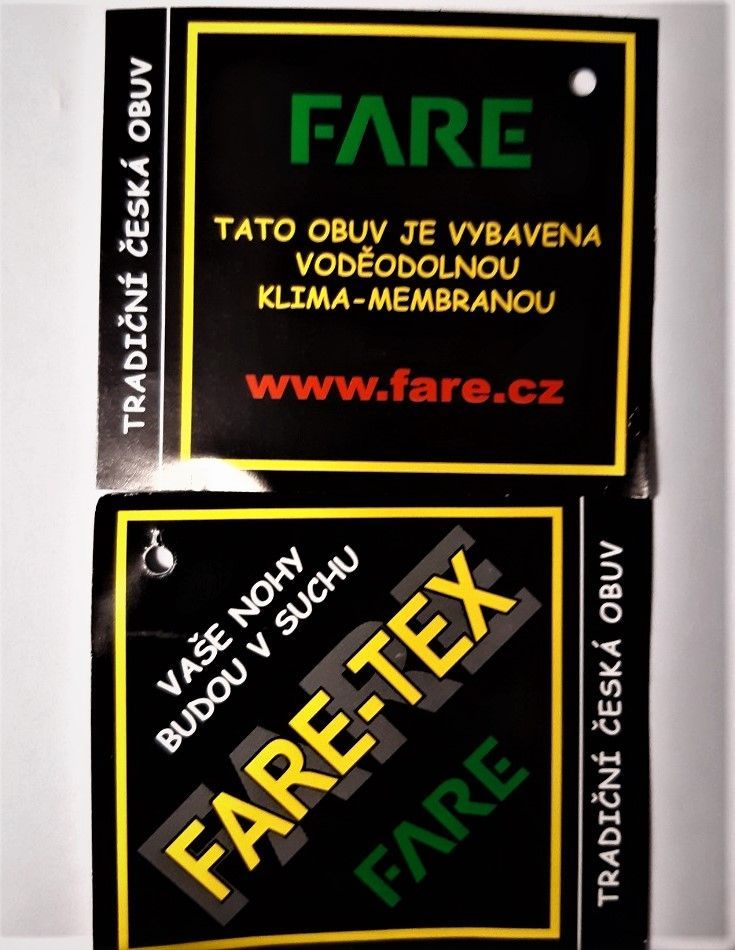 TRADIČNÍ ČESKÁ OBUV
FARE
TATO OBUV JE VYBAVENA
VODĚODOLNOU
KLIMA-MEMBRANOU
www.fare.cz
VAŠE NOHY
BUDOU V SUCHU
FARE
FARE-TEX
FARE
TRADIČNÍ ČESKÁ OBUV